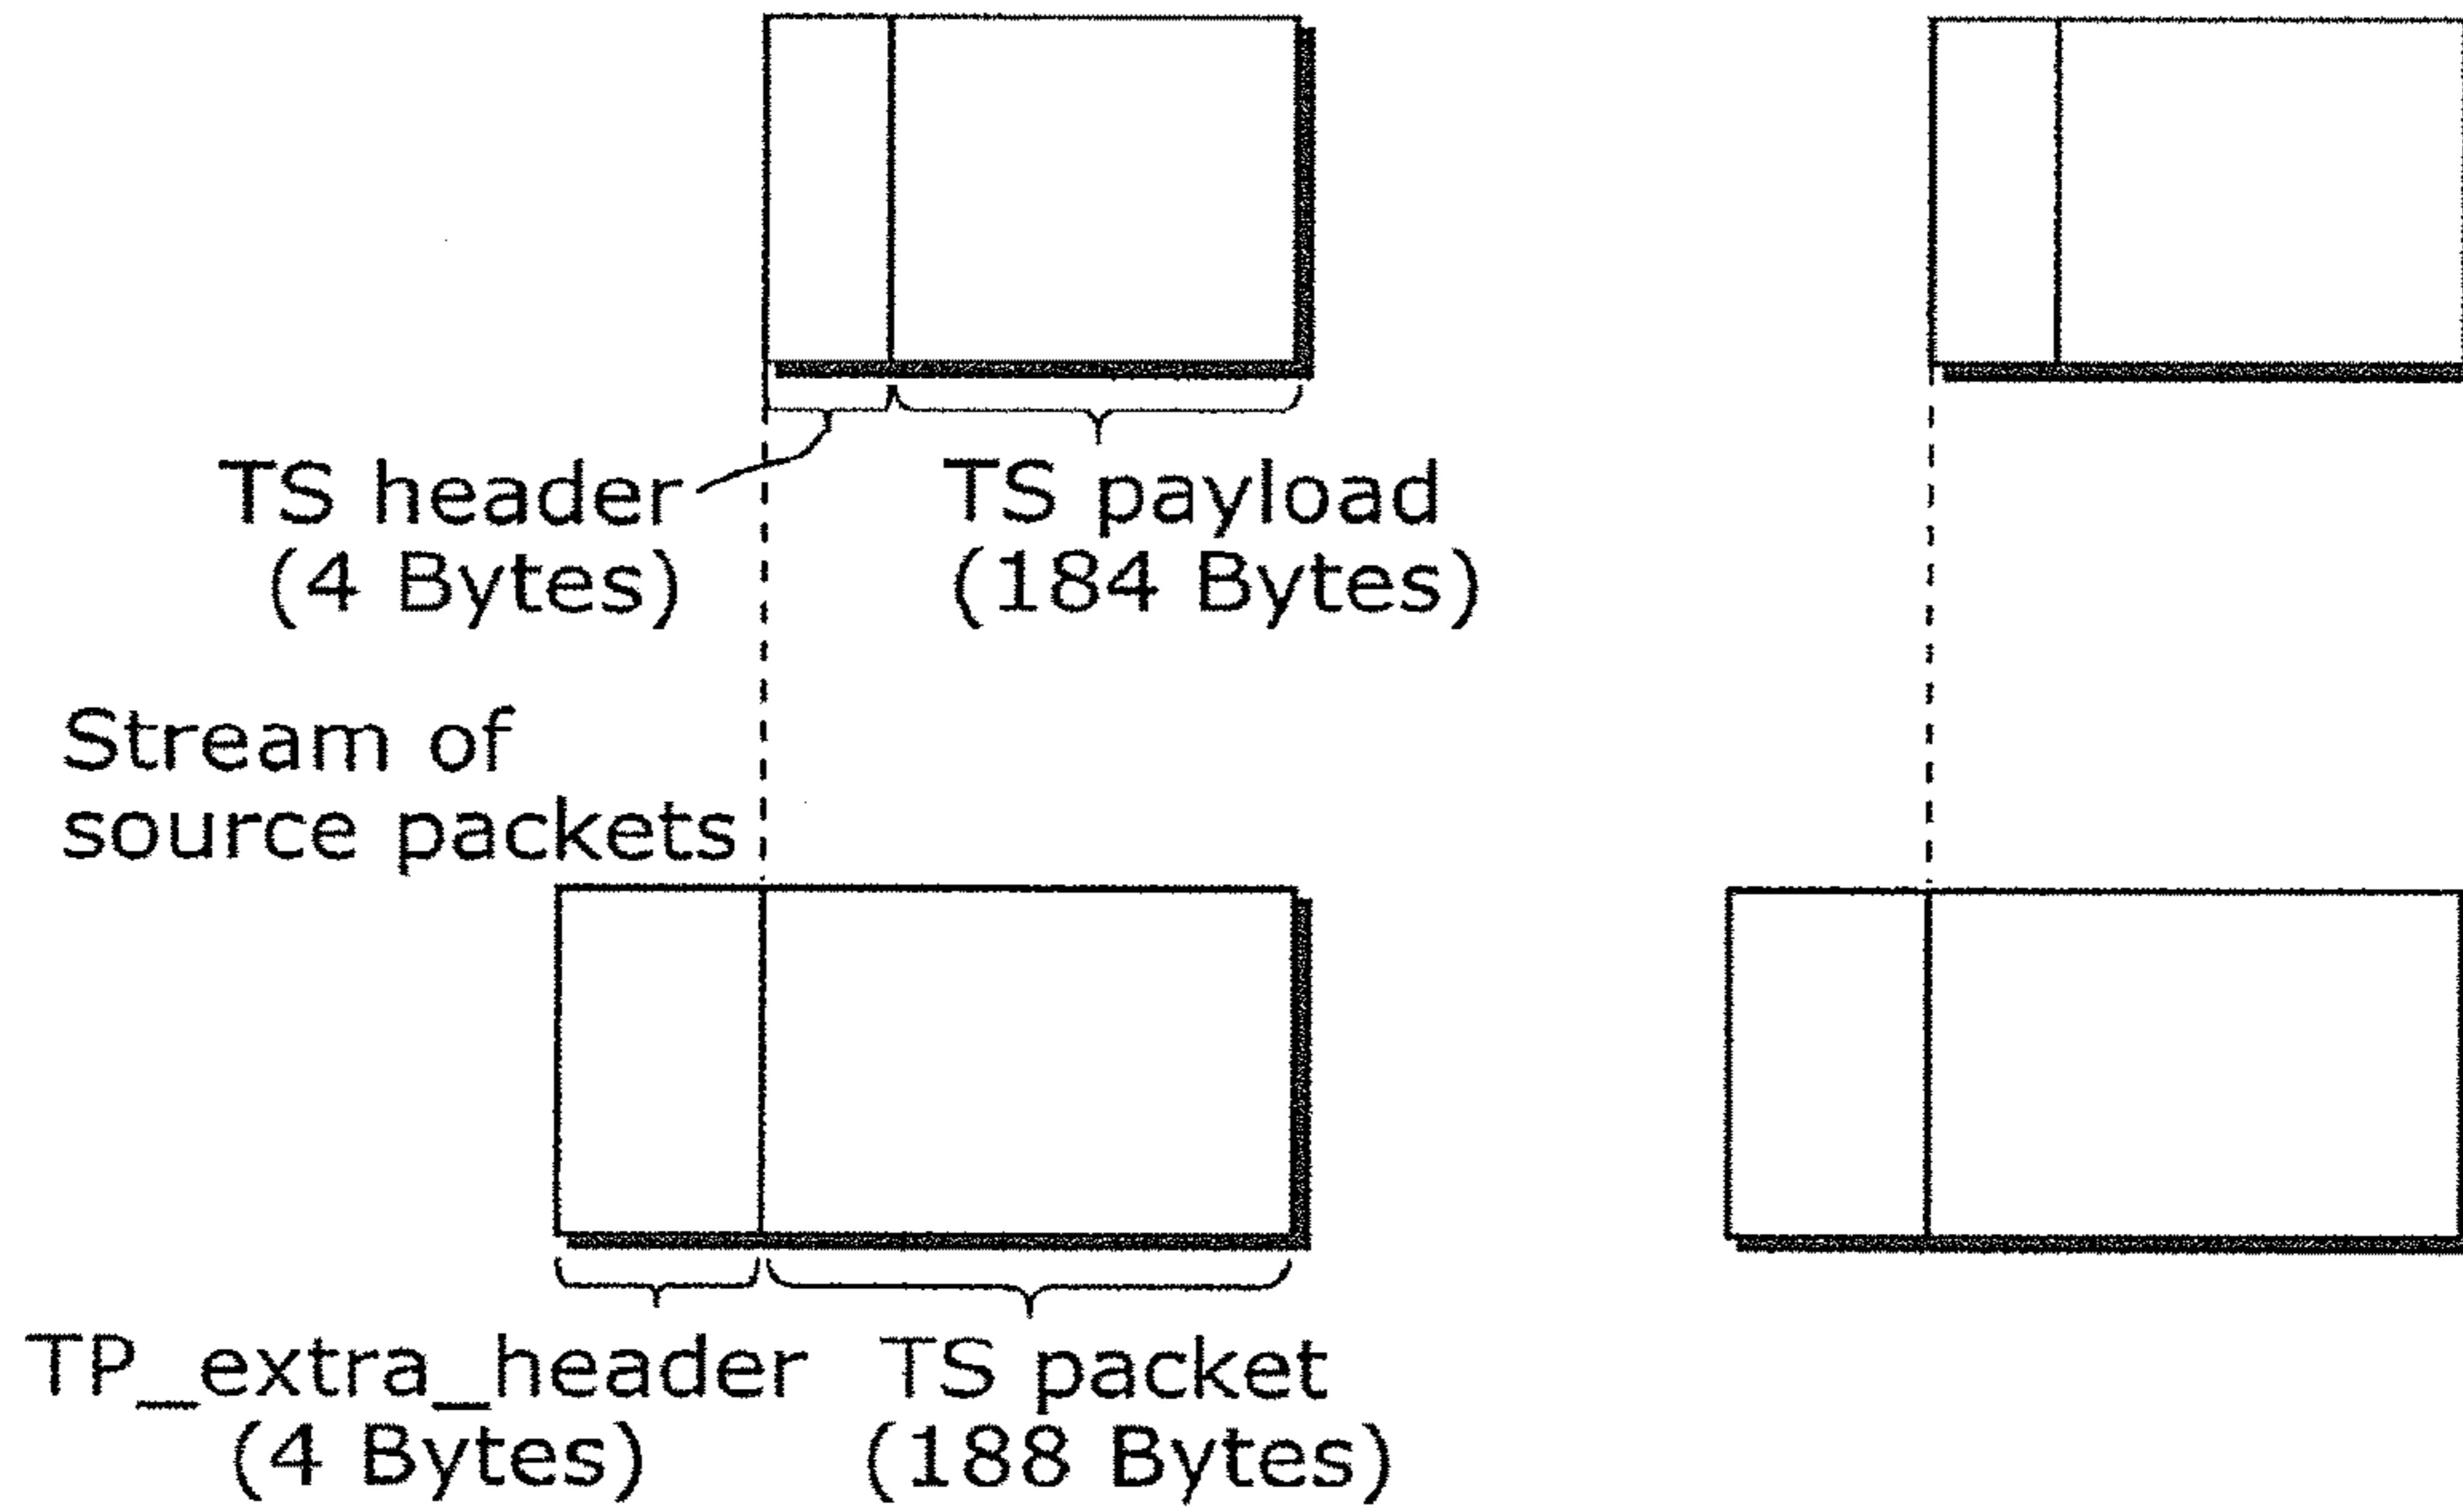 TS header
(4 Bytes)
TS payload
(184 Bytes)
Stream of
source packets
TP_extra_header
(4 Bytes)
TS packet
(188 Bytes)